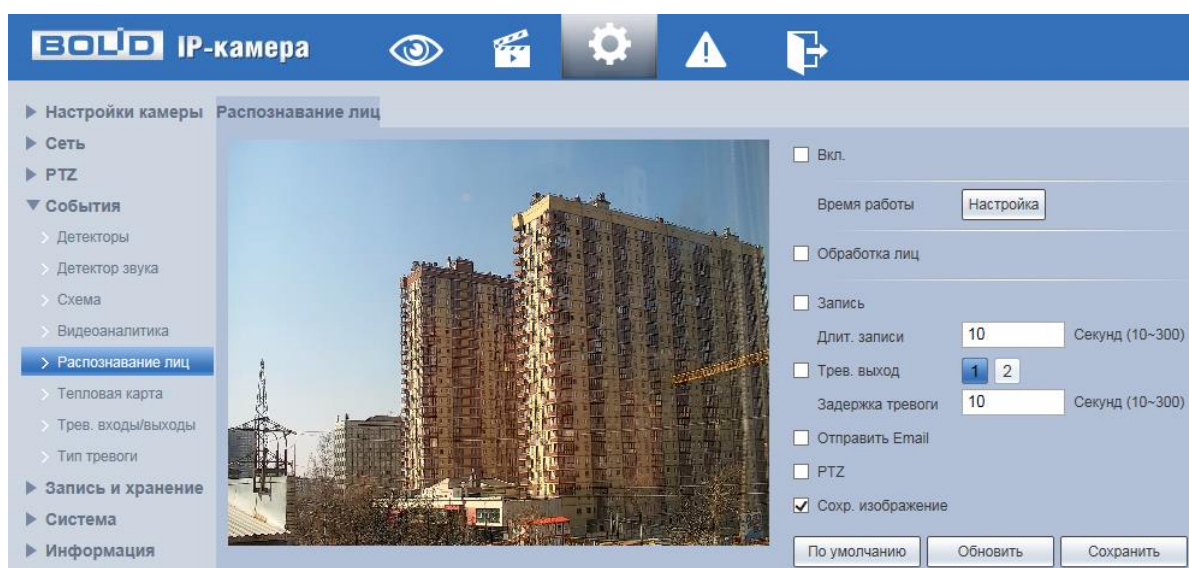 BOLID IP-камера
Настройки камеры
Сеть
PTZ
События
Детекторы
Детектор звука
Схема
Видеоаналитика
Распознавание лиц
Тепловая карта
Трев. входы/выходы
Тип тревоги
Запись и хранение
Система
Информация
Распознавание лиц
Вкл.
Время работы Настройка
Обработка лиц
Запись
Длит. записи 10 Секунд (10~300)
Трев. выход 1 2
Задержка тревоги 10 Секунд (10~300)
Отправить Email
PTZ
Сохр. изображение
По умолчанию Обновить Сохранить